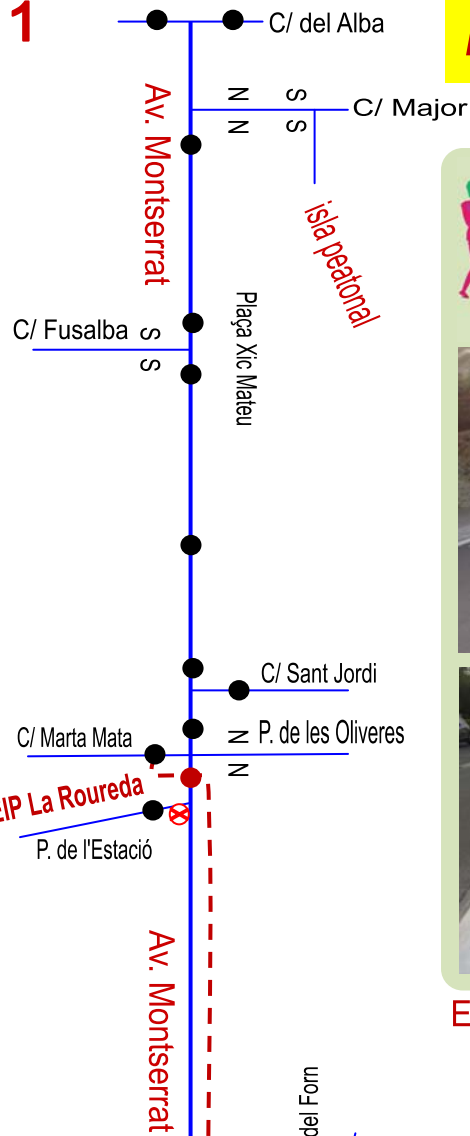 1
C/ del Alba
N S
C/ Major
N S
Av. Montserrat
isla peatonal
Plaça Xic Mateu
C/ Fusalba
S
S
C/ Sant Jordi
C/ Marta Mata
N
P. de les Oliveres
N
La Roureda
P. de l'Estació
Av. Montserrat
del Forn
E